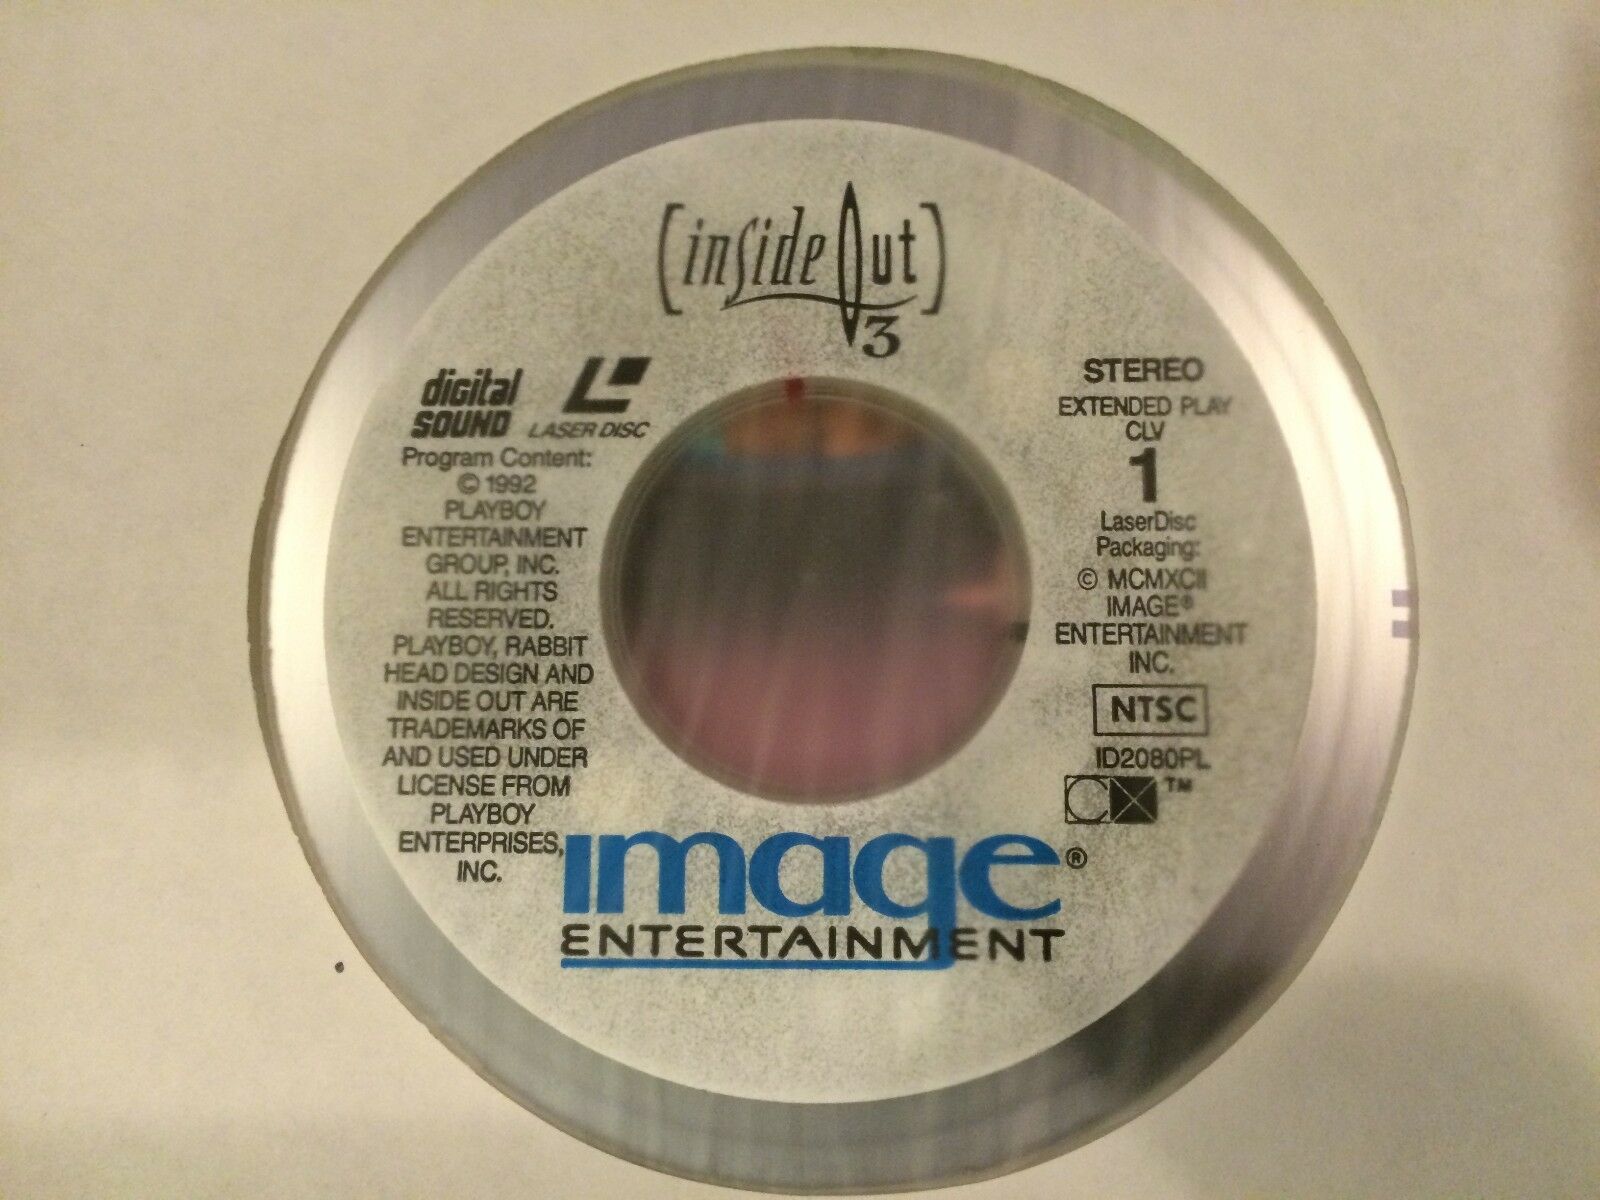 (inside Out)
3
digital
SOUND
LASER DISC
Program Content:
© 1992
PLAYBOY
ENTERTAINMENT
GROUP, INC.
ALL RIGHTS
RESERVED.
PLAYBOY, RABBIT
HEAD DESIGN AND
INSIDE OUT ARE
TRADEMARKS OF
AND USED UNDER
LICENSE FROM
PLAYBOY
ENTERPRISES,
INC.
STEREO
EXTENDED PLAY
CLV
1
LaserDisc
Packaging:
© MCMXCII
IMAGE®
ENTERTAINMENT
INC.
NTSC
ID2080PL
CX™
image®
ENTERTAINMENT